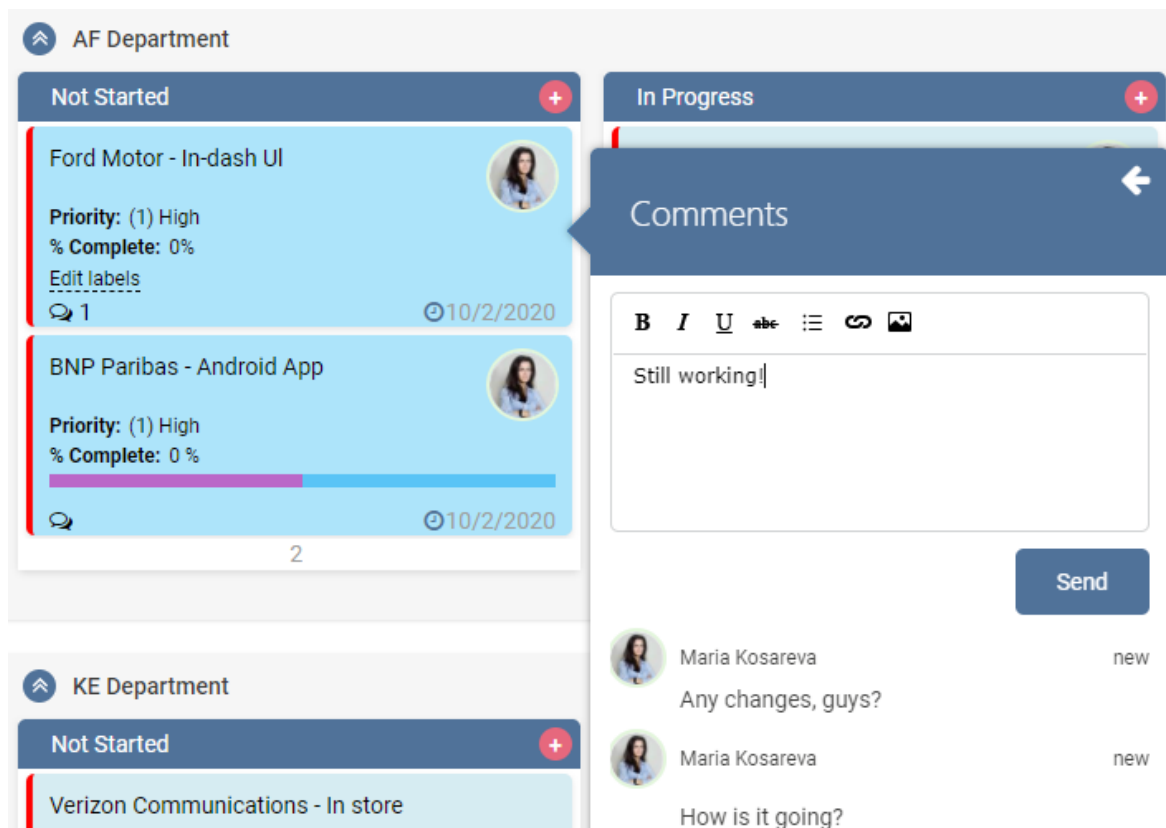 AF Department
Not Started
Ford Motor - In-dash UI
Priority: (1) High
% Complete: 0%
Edit labels
1
10/2/2020
BNP Paribas - Android App
Priority: (1) High
% Complete: 0 %
10/2/2020
2
In Progress
Comments
B I U abc
Still working!
Send
Maria Kosareva new
Any changes, guys?
Maria Kosareva new
How is it going?
KE Department
Not Started
Verizon Communications - In store